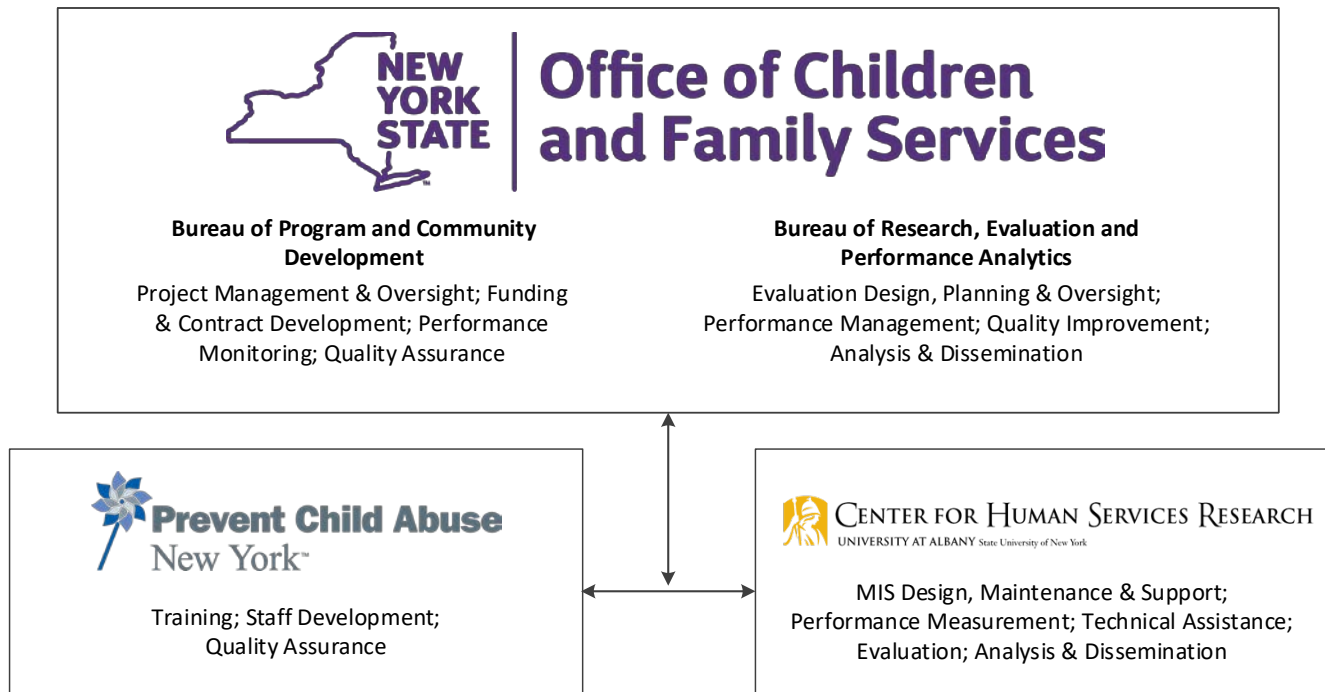 NEW
YORK
STATE
Office of Children
and Family Services
Bureau of Program and Community
Development
Project Management & Oversight; Funding
& Contract Development; Performance
Monitoring; Quality Assurance
Bureau of Research, Evaluation and
Performance Analytics
Evaluation Design, Planning & Oversight;
Performance Management; Quality Improvement;
Analysis & Dissemination
Prevent Child Abuse
New York™
Training; Staff Development;
Quality Assurance
CENTER FOR HUMAN SERVICES RESEARCH
UNIVERSITY AT ALBANY State University of New York
MIS Design, Maintenance & Support;
Performance Measurement; Technical Assistance;
Evaluation; Analysis & Dissemination